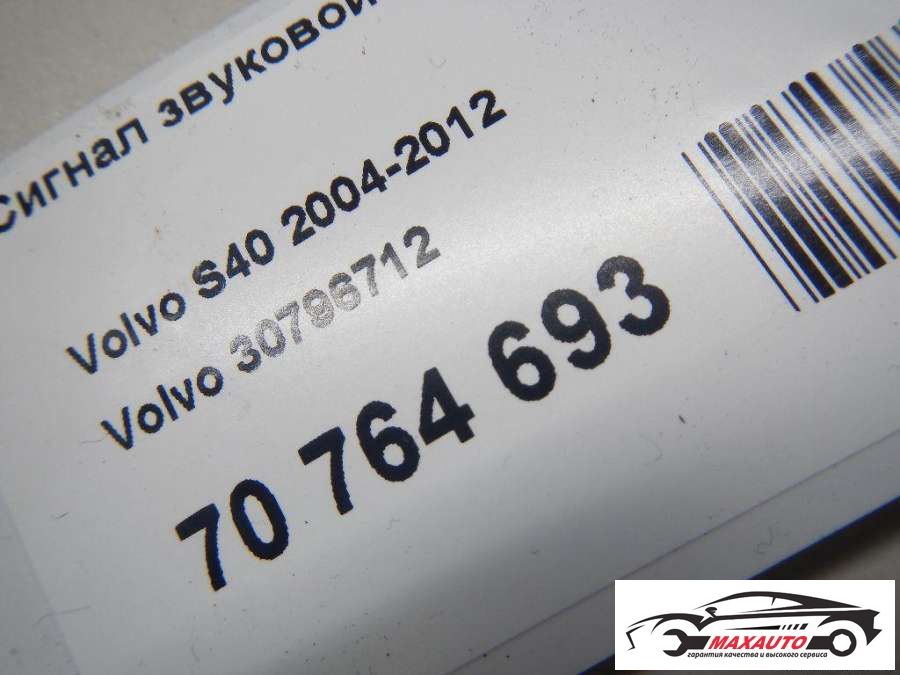 Сигнал звуковой
Volvo S40 2004-2012
Volvo 30796712
70 764 693
MAXAUTO
гарантия качества и высокого сервиса